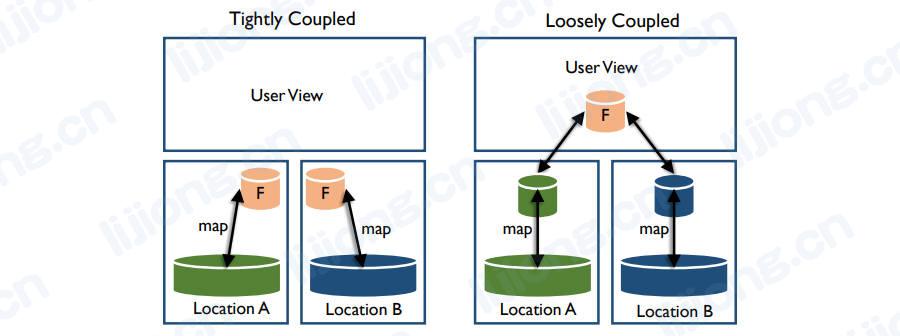 Tightly Coupled
Loosely Coupled
User View
User View
F
F
F
map
map
map
map
Location A
Location B
Location A
Location B
lijiong.cn